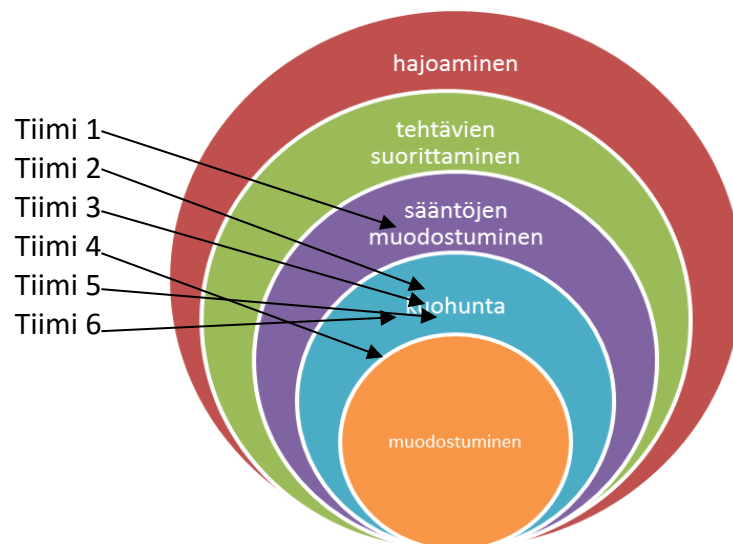 hajoaminen
Tiimi 1
Tiimi 2
Tiimi 3
Tiimi 4
Tiimi 5
Tiimi 6
tehtävien
suorittaminen
sääntöjen
muodostuminen
kuohunta
muodostuminen